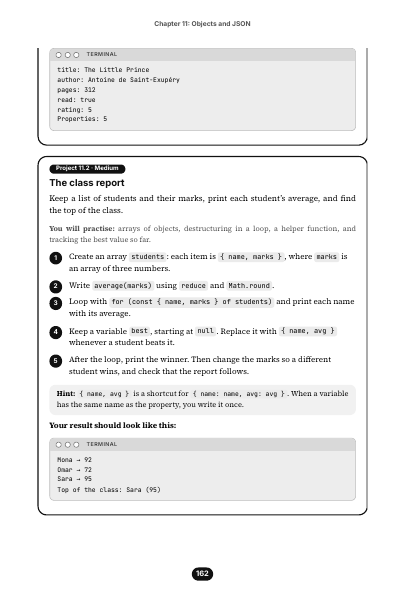 Chapter 11: Objects and JSON
TERMINAL
title: The Little Prince
author: Antoine de Saint-Exupéry
pages: 312
read: true
rating: 5
Properties: 5
Project 11.2 · Medium
The class report
Keep a list of students and their marks, print each student's average, and find
the top of the class.
You will practise: arrays of objects, destructuring in a loop, a helper function, and
tracking the best value so far.
1 Create an array students: each item is { name, marks }, where marks is
an array of three numbers.
2 Write average(marks) using reduce and Math.round.
3 Loop with for (const { name, marks } of students) and print each name
with its average.
4 Keep a variable best, starting at null. Replace it with { name, avg }
whenever a student beats it.
5 After the loop, print the winner. Then change the marks so a different
student wins, and check that the report follows.
Hint: { name, avg } is a shortcut for { name: name, avg: avg }. When a variable
has the same name as the property, you write it once.
Your result should look like this:
TERMINAL
Mona → 92
Omar → 72
Sara → 95
Top of the class: Sara (95)
162